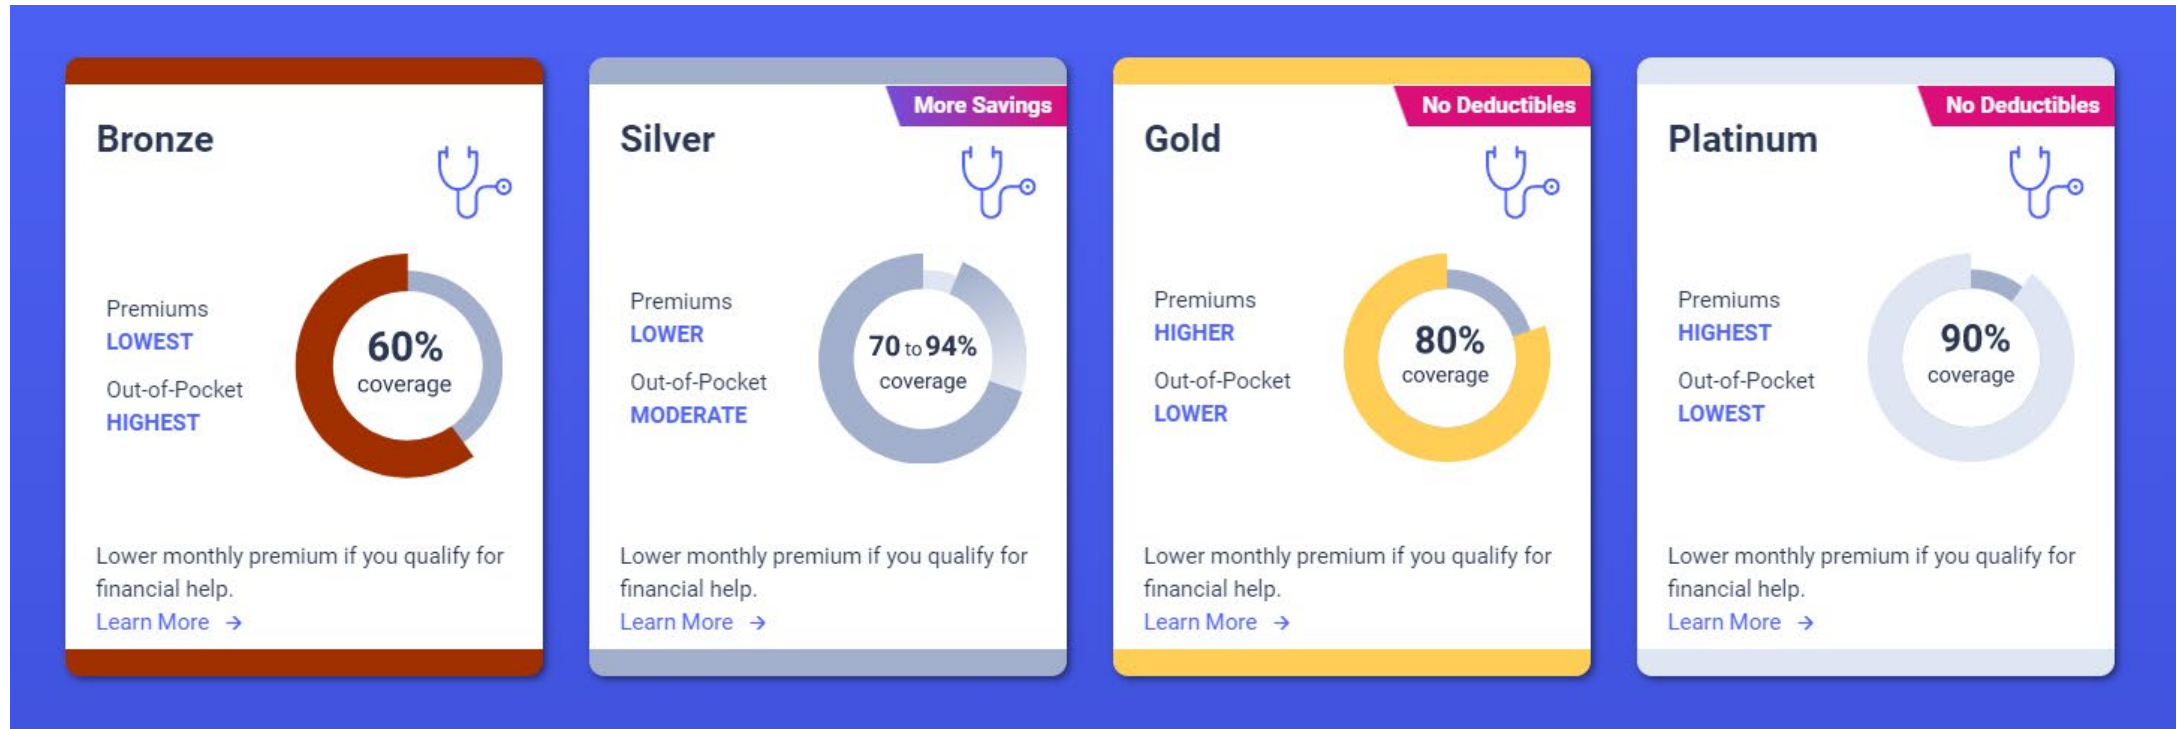 Bronze
Premiums
LOWEST
Out-of-Pocket
HIGHEST
60%
coverage
Lower monthly premium if you qualify for
financial help.
Learn More →
More Savings
Silver
Premiums
LOWER
Out-of-Pocket
MODERATE
70 to 94%
coverage
Lower monthly premium if you qualify for
financial help.
Learn More →
No Deductibles
Gold
Premiums
HIGHER
Out-of-Pocket
LOWER
80%
coverage
Lower monthly premium if you qualify for
financial help.
Learn More →
No Deductibles
Platinum
Premiums
HIGHEST
Out-of-Pocket
LOWEST
90%
coverage
Lower monthly premium if you qualify for
financial help.
Learn More →